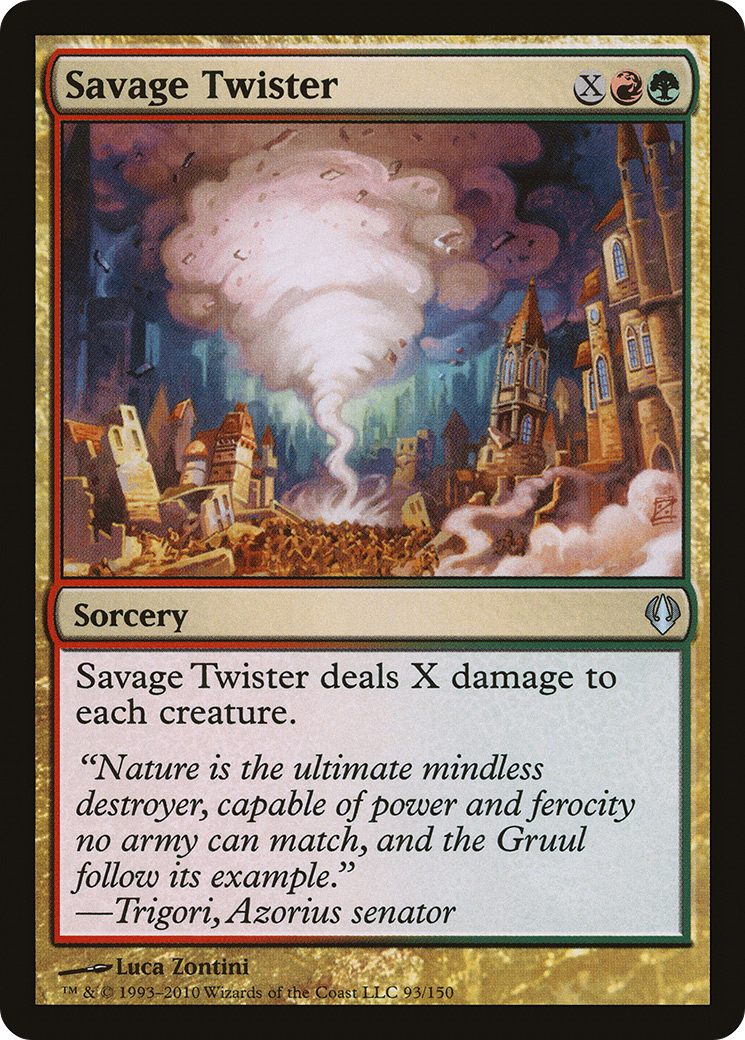 Savage Twister X
Sorcery
Savage Twister deals X damage to
each creature.
“Nature is the ultimate mindless
destroyer, capable of power and ferocity
no army can match, and the Gruul
follow its example.”
—Trigori, Azorius senator
Luca Zontini
™ & © 1993–2010 Wizards of the Coast LLC 93/150